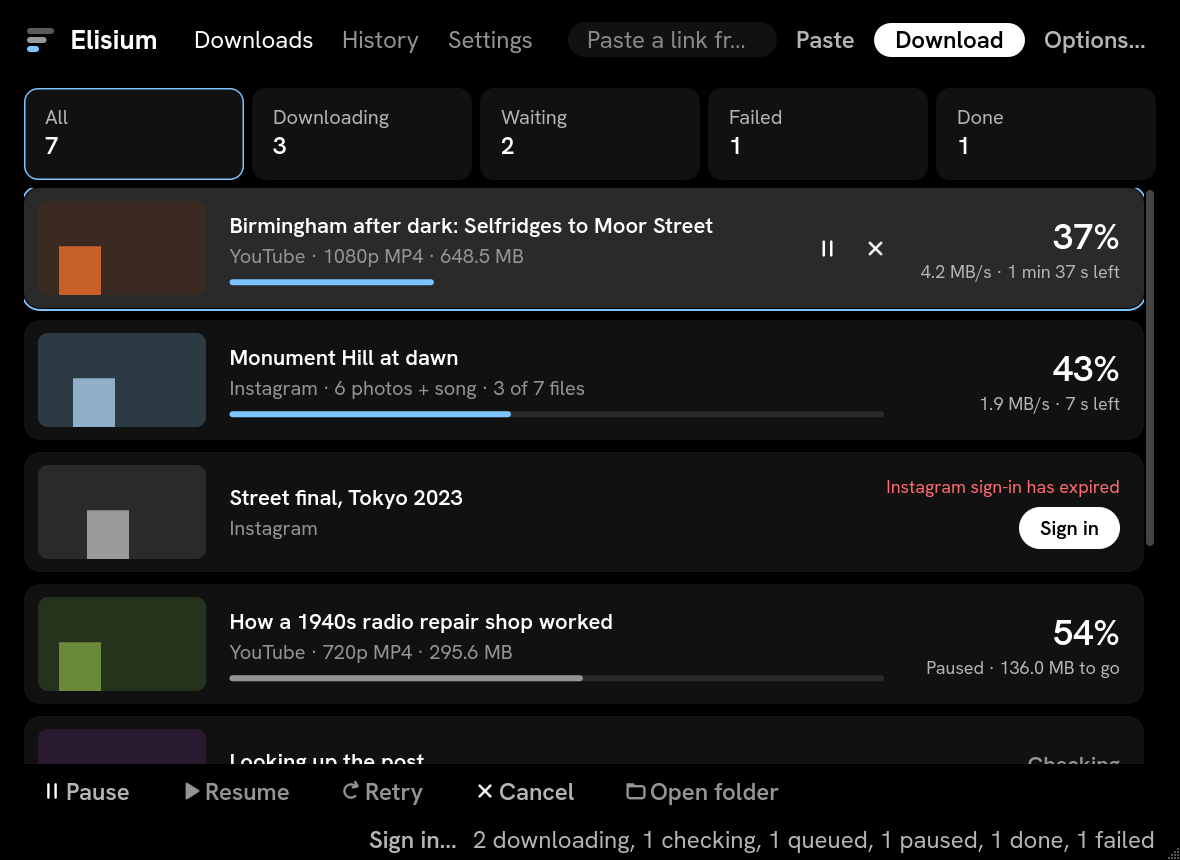 Elisium
Downloads
History
Settings
Paste a link fr...
Paste
Download
Options...
All
7
Downloading
3
Waiting
2
Failed
1
Done
1
Birmingham after dark: Selfridges to Moor Street
YouTube · 1080p MP4 · 648.5 MB
37%
4.2 MB/s · 1 min 37 s left
Monument Hill at dawn
Instagram · 6 photos + song · 3 of 7 files
43%
1.9 MB/s · 7 s left
Street final, Tokyo 2023
Instagram
Instagram sign-in has expired
Sign in
How a 1940s radio repair shop worked
YouTube · 720p MP4 · 295.6 MB
54%
Paused · 136.0 MB to go
Looking up the post
Checking
Pause
Resume
Retry
Cancel
Open folder
Sign in...
2 downloading, 1 checking, 1 queued, 1 paused, 1 done, 1 failed